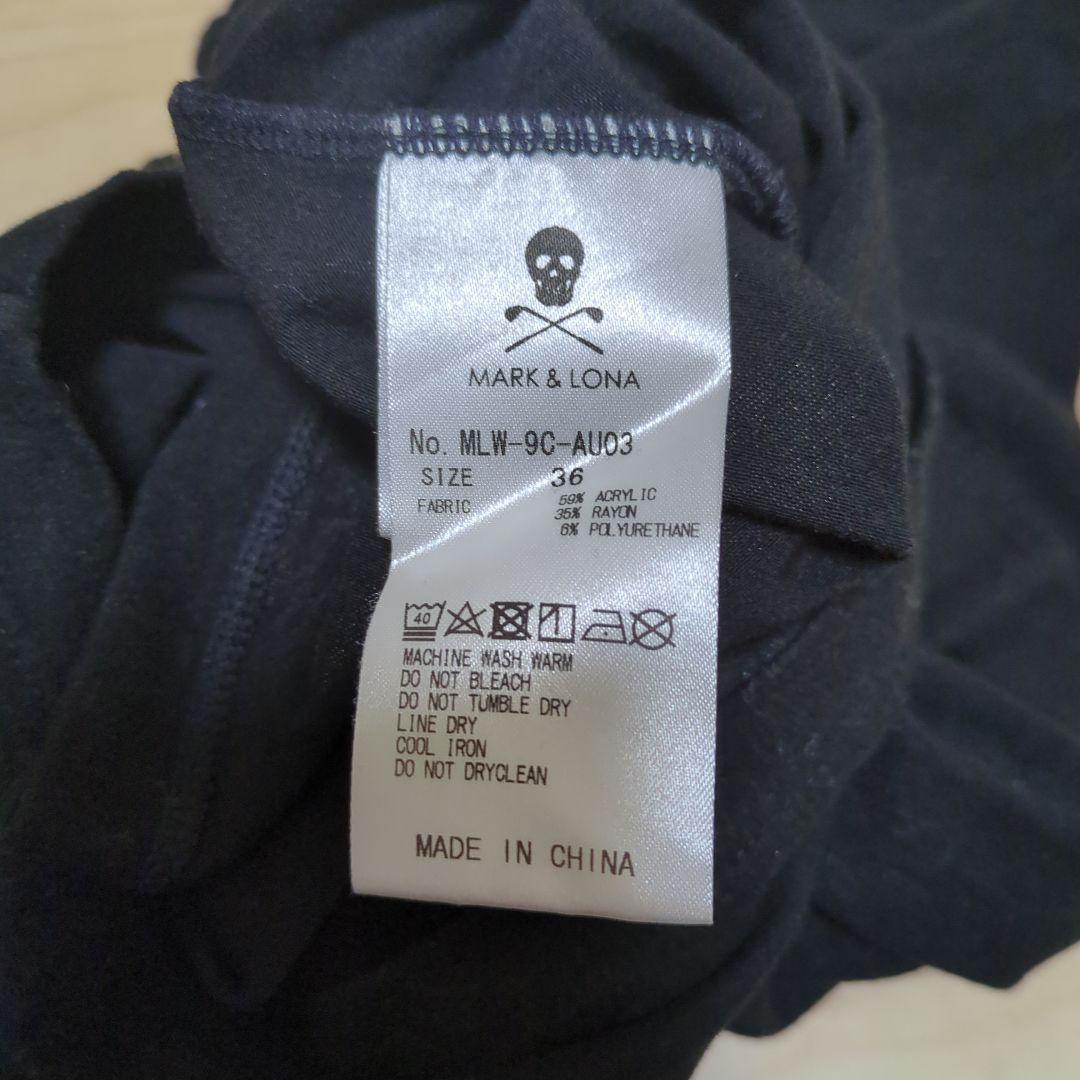 MARK & LONA
No. MLW-9C-AU03
SIZE 36
FABRIC 59% ACRYLIC
35% RAYON
6% POLYURETHANE
40
MACHINE WASH WARM
DO NOT BLEACH
DO NOT TUMBLE DRY
LINE DRY
COOL IRON
DO NOT DRYCLEAN
MADE IN CHINA